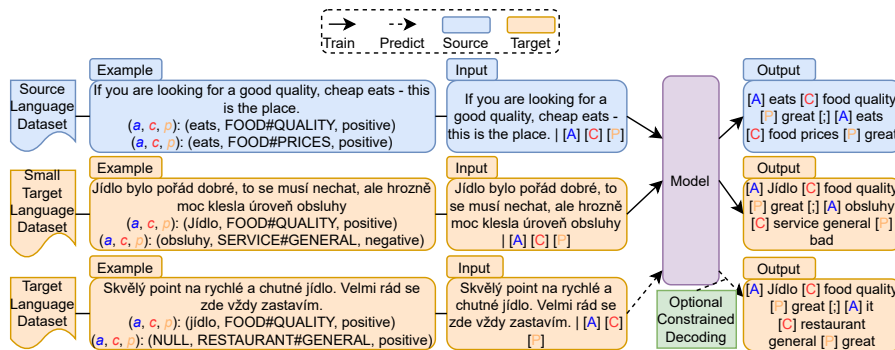 Train
Predict
Source
Target
Source
Language
Dataset
Example
If you are looking for a good quality, cheap eats - this
is the place.
(a, c, p): (eats, FOOD#QUALITY, positive)
(a, c, p): (eats, FOOD#PRICES, positive)
Input
If you are looking for a
good quality, cheap eats -
this is the place. | [A] [C] [P]
Output
[A] eats [C] food quality
[P] great [;] [A] eats
[C] food prices [P] great
Small
Target
Language
Dataset
Example
Jídlo bylo pořád dobré, to se musí nechat, ale hrozně
moc klesla úroveň obsluhy
(a, c, p): (Jídlo, FOOD#QUALITY, positive)
(a, c, p): (obsluhy, SERVICE#GENERAL, negative)
Input
Jídlo bylo pořád dobré, to
se musí nechat, ale hrozně
moc klesla úroveň obsluhy
| [A] [C] [P]
Model
Output
[A] Jídlo [C] food quality
[P] great [;] [A] obsluhy
[C] service general [P]
bad
Target
Language
Dataset
Example
Skvělý point na rychlé a chutné jídlo. Velmi rád se
zde vždy zastavím.
(a, c, p): (jídlo, FOOD#QUALITY, positive)
(a, c, p): (NULL, RESTAURANT#GENERAL, positive)
Input
Skvělý point na rychlé a
chutné jídlo. Velmi rád se
zde vždy zastavím. | [A] [C]
[P]
Optional
Constrained
Decoding
Output
[A] Jídlo [C] food quality
[P] great [;] [A] it
[C] restaurant
general [P] great